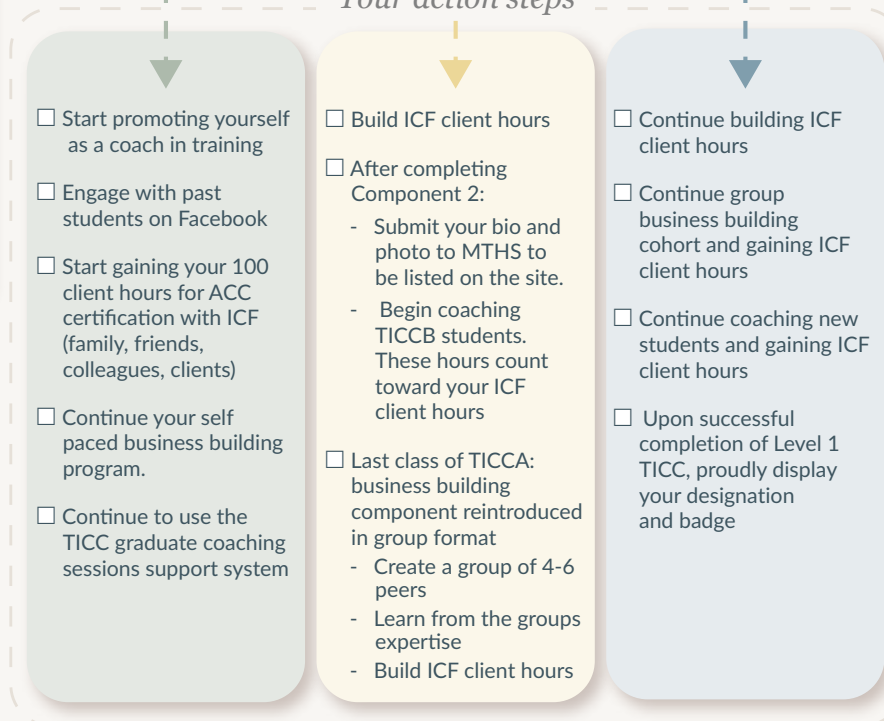 Your action steps
☐ Start promoting yourself
as a coach in training
☐ Engage with past
students on Facebook
☐ Start gaining your 100
client hours for ACC
certification with ICF
(family, friends,
colleagues, clients)
☐ Continue your self
paced business building
program.
☐ Continue to use the
TICC graduate coaching
sessions support system
☐ Build ICF client hours
☐ After completing
Component 2:
- Submit your bio and
photo to MTHS to
be listed on the site.
- Begin coaching
TICCB students.
These hours count
toward your ICF
client hours
☐ Last class of TICCA:
business building
component reintroduced
in group format
- Create a group of 4-6
peers
- Learn from the groups
expertise
- Build ICF client hours
☐ Continue building ICF
client hours
☐ Continue group
business building
cohort and gaining ICF
client hours
☐ Continue coaching new
students and gaining ICF
client hours
☐ Upon successful
completion of Level 1
TICC, proudly display
your designation
and badge